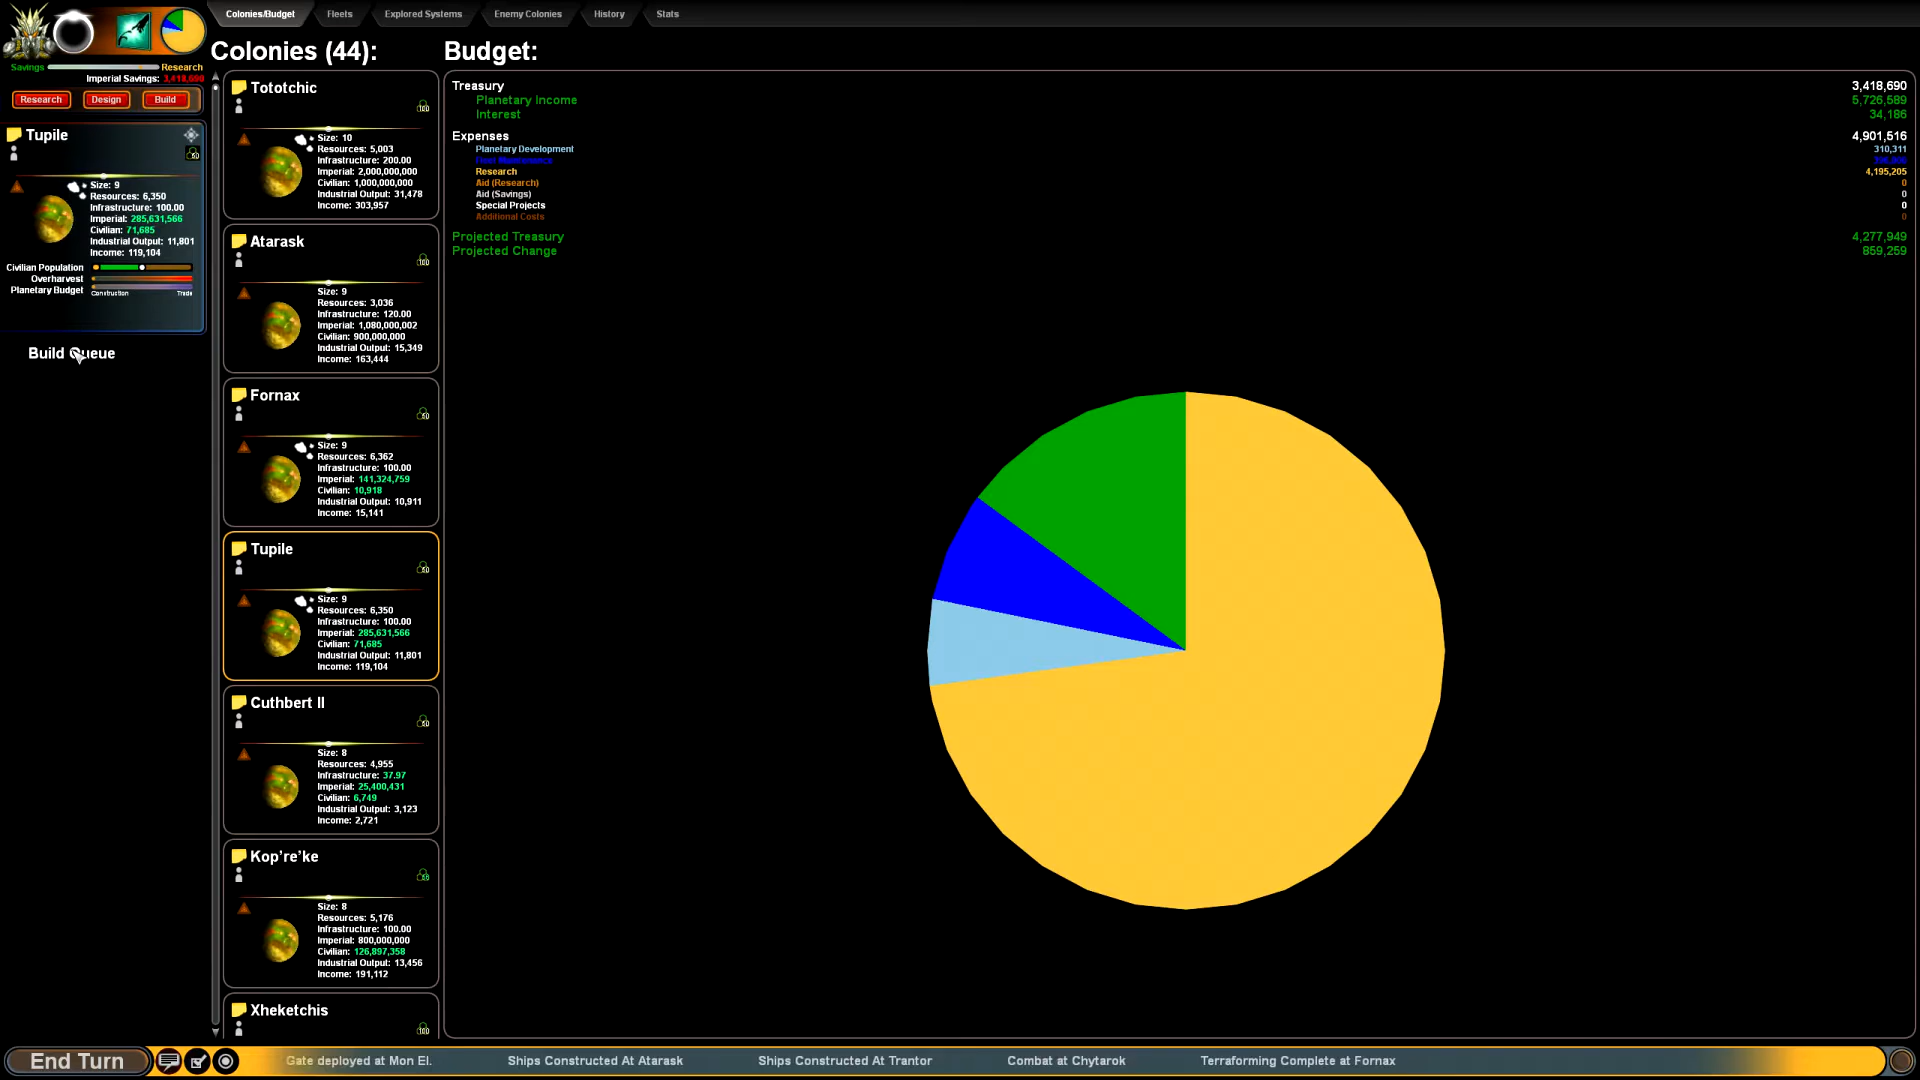 Colonies/Budget
Fleets
Explored Systems
Enemy Colonies
History
Stats
Savings
Research
Imperial Savings: 3,418,690
Research
Design
Build
Tupile
Size: 9
Resources: 6,350
Infrastructure: 100.00
Imperial: 285,631,566
Civilian: 71,685
Industrial Output: 11,801
Income: 119,104
Civilian Population
Overharvest
Planetary Budget
Construction
Trade
Build Queue
Colonies (44):
Tototchic
Size: 10
Resources: 5,003
Infrastructure: 200.00
Imperial: 2,000,000,000
Civilian: 1,000,000,000
Industrial Output: 31,478
Income: 303,957
Atarask
Size: 9
Resources: 3,036
Infrastructure: 120.00
Imperial: 1,080,000,002
Civilian: 900,000,000
Industrial Output: 15,349
Income: 163,444
Fornax
Size: 9
Resources: 6,362
Infrastructure: 100.00
Imperial: 141,324,759
Civilian: 10,918
Industrial Output: 10,911
Income: 15,141
Tupile
Size: 9
Resources: 6,350
Infrastructure: 100.00
Imperial: 285,631,566
Civilian: 71,685
Industrial Output: 11,801
Income: 119,104
Cuthbert II
Size: 8
Resources: 4,955
Infrastructure: 37.97
Imperial: 25,400,431
Civilian: 6,749
Industrial Output: 3,123
Income: 2,721
Kop're'ke
Size: 8
Resources: 5,176
Infrastructure: 100.00
Imperial: 800,000,000
Civilian: 126,897,358
Industrial Output: 13,456
Income: 191,112
Xheketchis
Budget:
Treasury 3,418,690
Planetary Income 5,726,589
Interest 34,186
Expenses 4,901,516
Planetary Development 310,311
Fleet Maintenance
Research 4,195,205
Aid (Research) 0
Aid (Savings) 0
Special Projects 0
Additional Costs 0
Projected Treasury 4,277,949
Projected Change 859,259
End Turn
Gate deployed at Mon El.
Ships Constructed At Atarask
Ships Constructed At Trantor
Combat at Chytarok
Terraforming Complete at Fornax